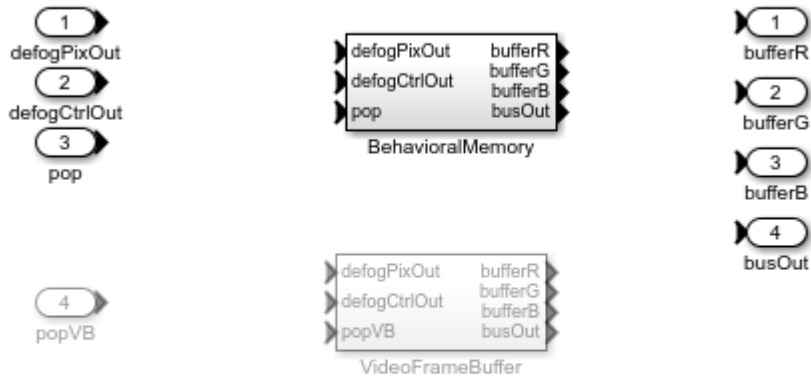 1
defogPixOut
2
defogCtrlOut
3
pop
defogPixOut bufferR
bufferG
defogCtrlOut
bufferB
pop busOut
BehavioralMemory
1
bufferR
2
bufferG
3
bufferB
4
busOut
4
popVB
defogPixOut bufferR
bufferG
defogCtrlOut
bufferB
popVB busOut
VideoFrameBuffer